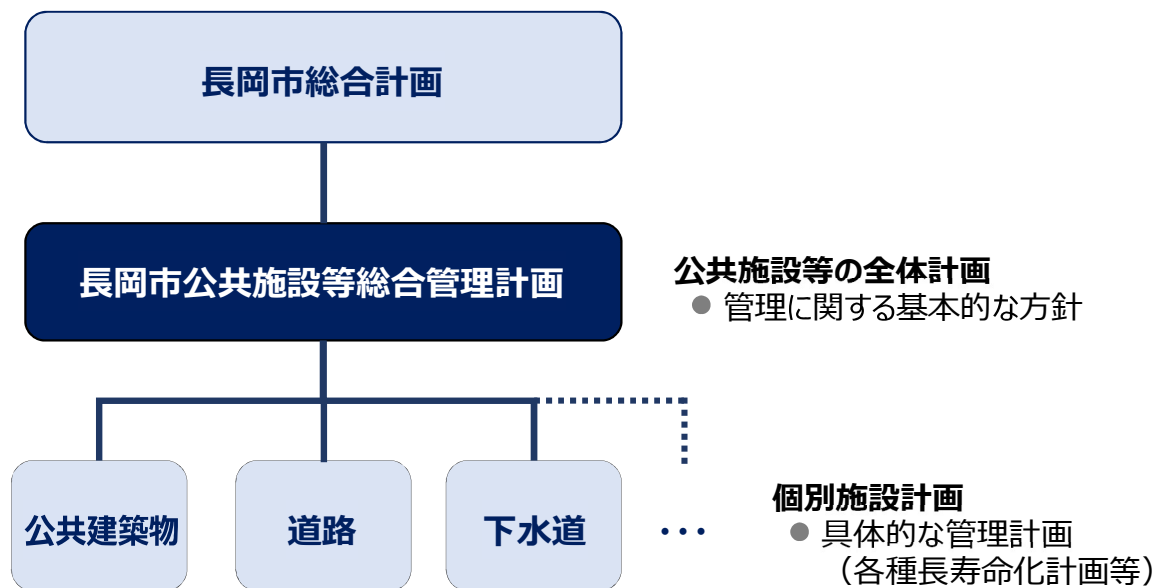 長岡市総合計画
長岡市公共施設等総合管理計画
公共施設等の全体計画
● 管理に関する基本的な方針
公共建築物
道路
下水道
…
個別施設計画
● 具体的な管理計画
（各種長寿命化計画等）